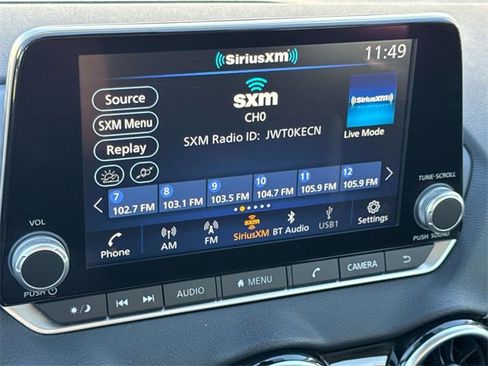 SiriusXM
11:49
Source
SXM Menu
Replay
sxm
CH0
SXM Radio ID: JWT0KECN
SiriusXM
Live Mode
7
102.7 FM
8
103.1 FM
9
103.5 FM
10
104.7 FM
11
105.9 FM
12
105.9 FM
Phone
AM
FM
SiriusXM
BT Audio
USB1
Settings
VOL
PUSH
TUNE·SCROLL
PUSH SOUND
AUDIO
MENU
CAMERA